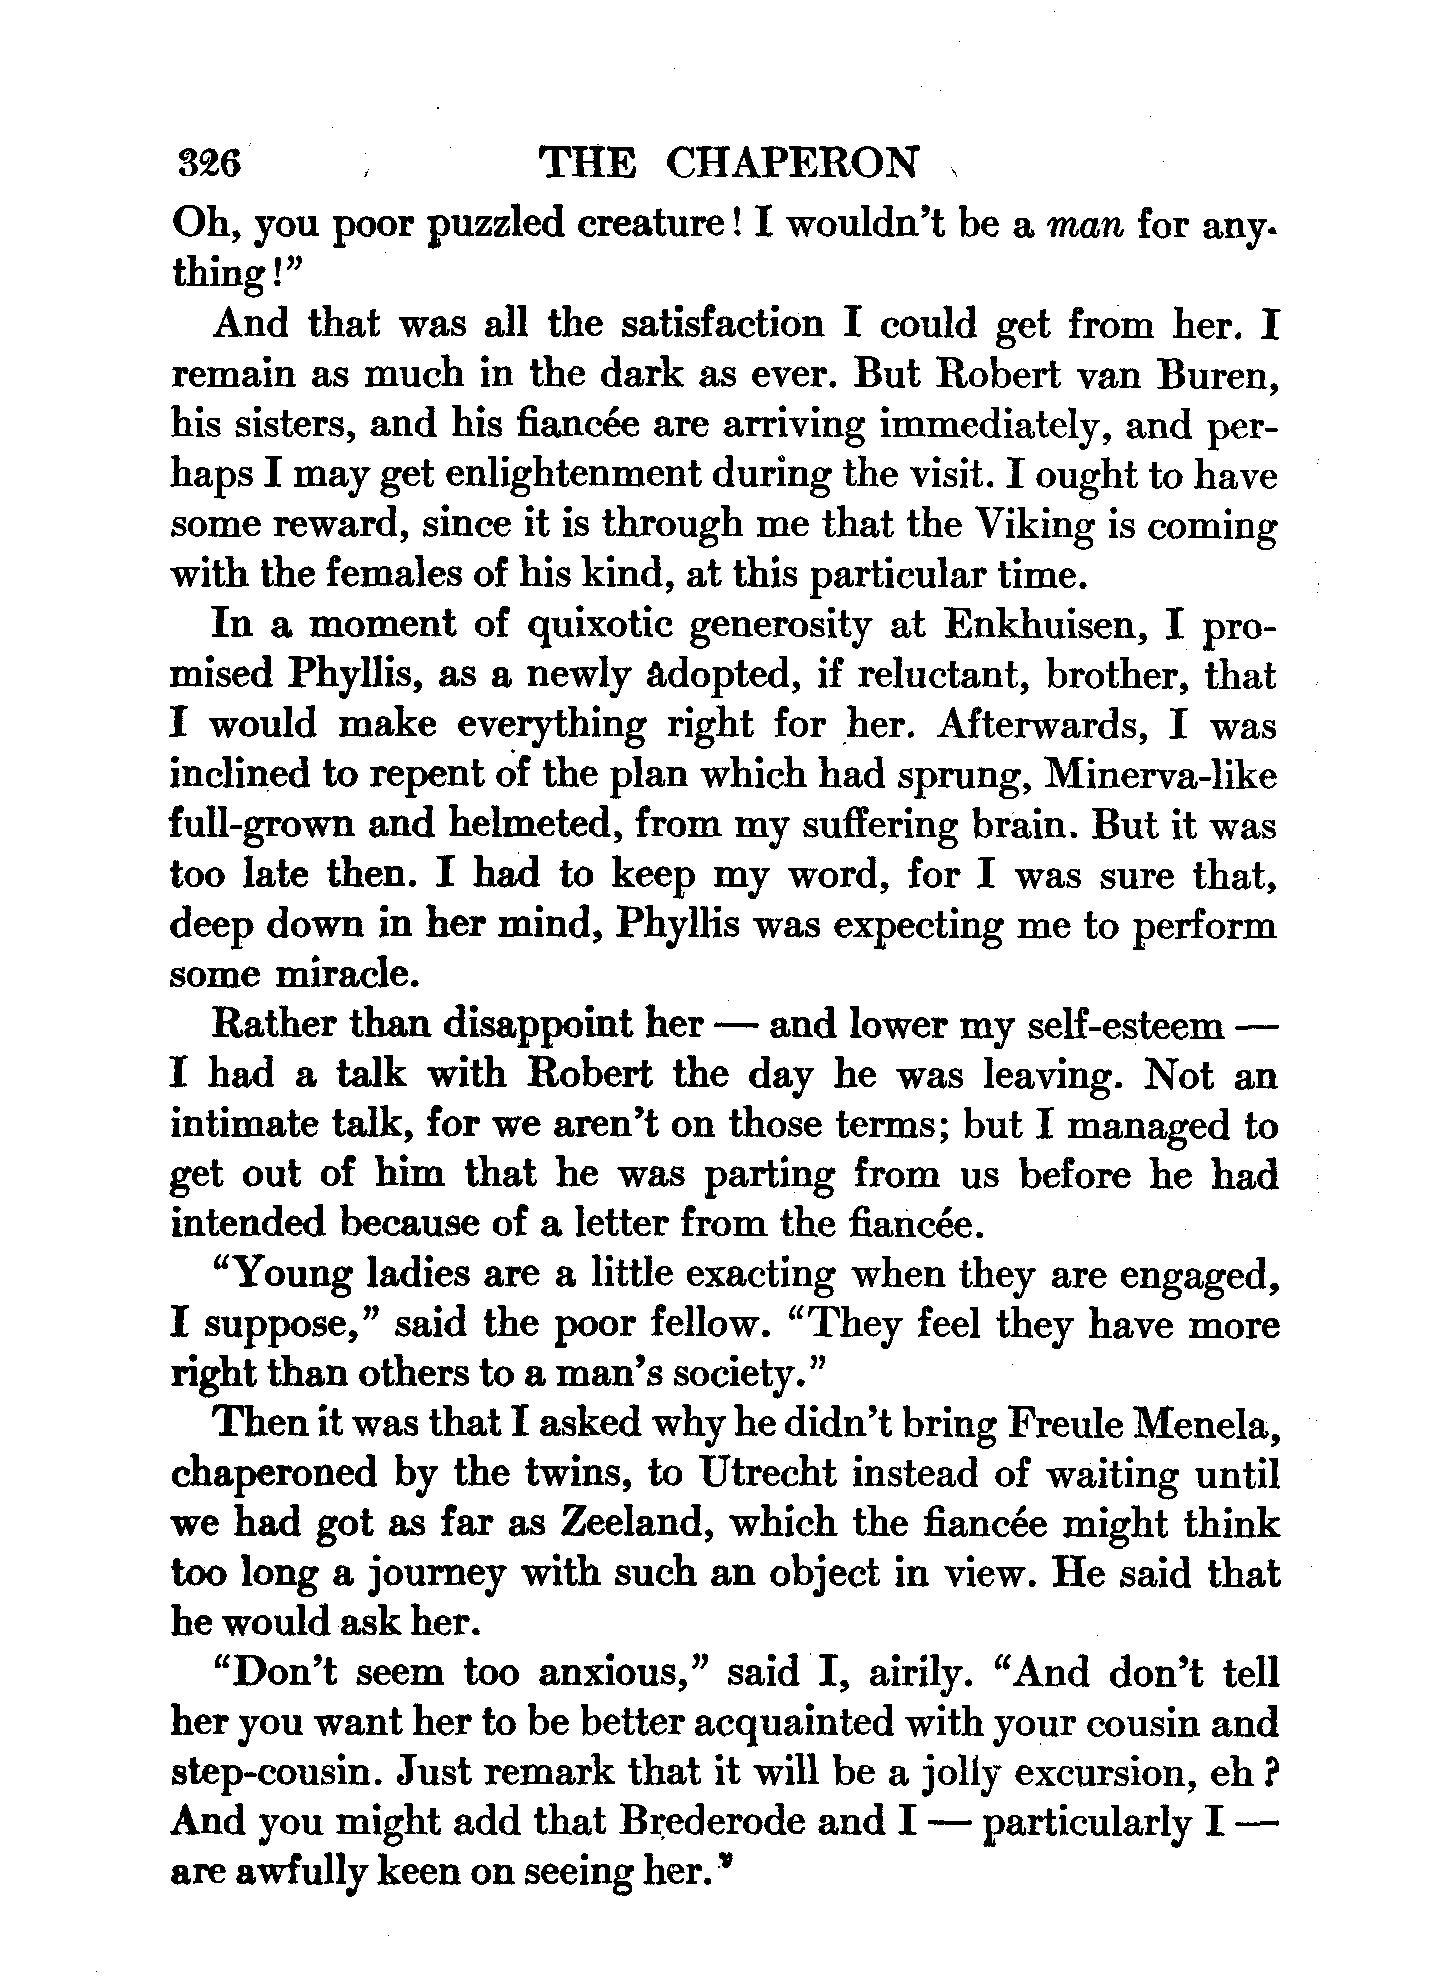 326 THE CHAPERON
Oh, you poor puzzled creature! I wouldn't be a man for any-
thing!"
And that was all the satisfaction I could get from her. I
remain as much in the dark as ever. But Robert van Buren,
his sisters, and his fiancée are arriving immediately, and per-
haps I may get enlightenment during the visit. I ought to have
some reward, since it is through me that the Viking is coming
with the females of his kind, at this particular time.
In a moment of quixotic generosity at Enkhuisen, I pro-
mised Phyllis, as a newly adopted, if reluctant, brother, that
I would make everything right for her. Afterwards, I was
inclined to repent of the plan which had sprung, Minerva-like
full-grown and helmeted, from my suffering brain. But it was
too late then. I had to keep my word, for I was sure that,
deep down in her mind, Phyllis was expecting me to perform
some miracle.
Rather than disappoint her — and lower my self-esteem —
I had a talk with Robert the day he was leaving. Not an
intimate talk, for we aren't on those terms; but I managed to
get out of him that he was parting from us before he had
intended because of a letter from the fiancée.
"Young ladies are a little exacting when they are engaged,
I suppose," said the poor fellow. "They feel they have more
right than others to a man's society."
Then it was that I asked why he didn't bring Freule Menela,
chaperoned by the twins, to Utrecht instead of waiting until
we had got as far as Zeeland, which the fiancée might think
too long a journey with such an object in view. He said that
he would ask her.
"Don't seem too anxious," said I, airily. "And don't tell
her you want her to be better acquainted with your cousin and
step-cousin. Just remark that it will be a jolly excursion, eh?
And you might add that Brederode and I — particularly I —
are awfully keen on seeing her."